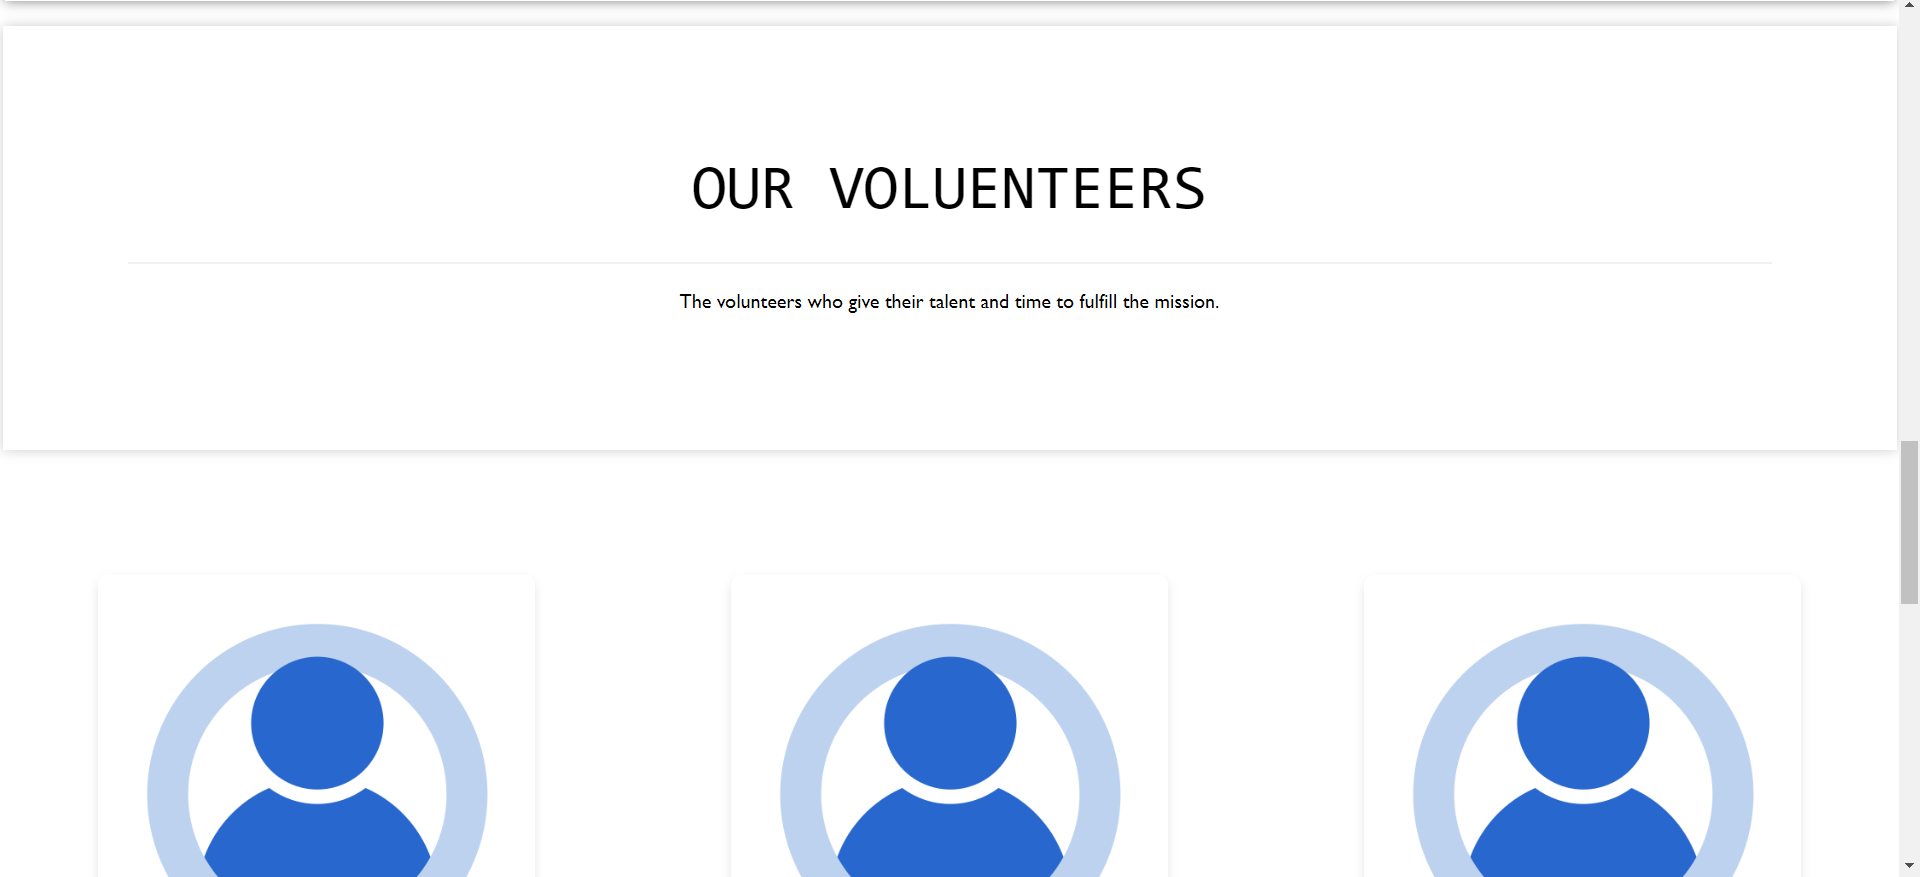 OUR VOLUENTEERS
The volunteers who give their talent and time to fulfill the mission.